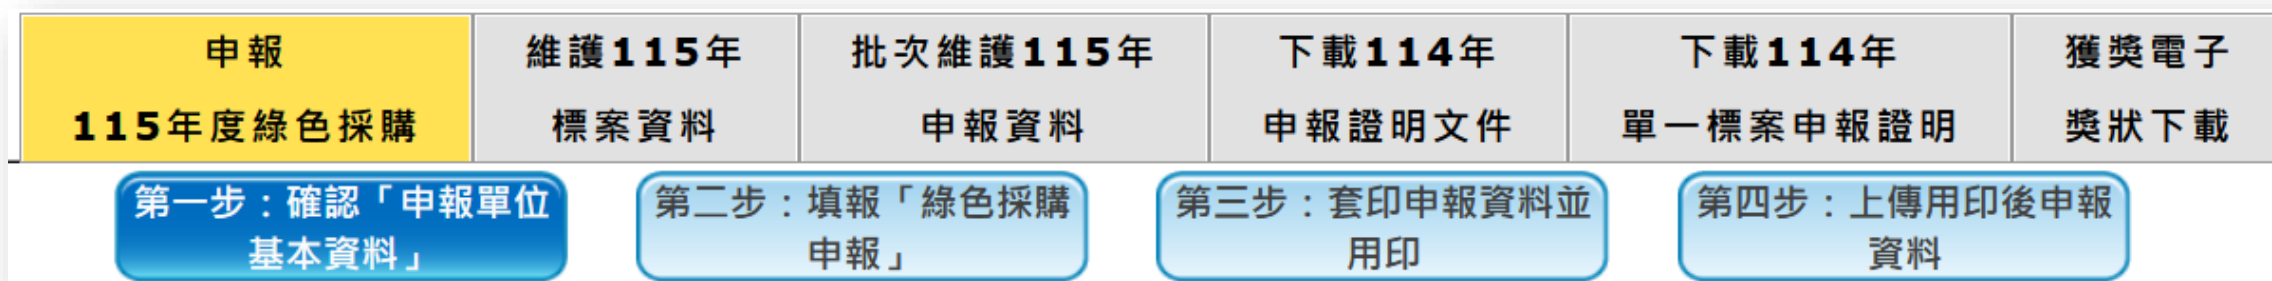 申報
115年度綠色採購
維護115年
標案資料
批次維護115年
申報資料
下載114年
申報證明文件
下載114年
單一標案申報證明
獲獎電子
獎狀下載
第一步：確認「申報單位
基本資料」
第二步：填報「綠色採購
申報」
第三步：套印申報資料並
用印
第四步：上傳用印後申報
資料